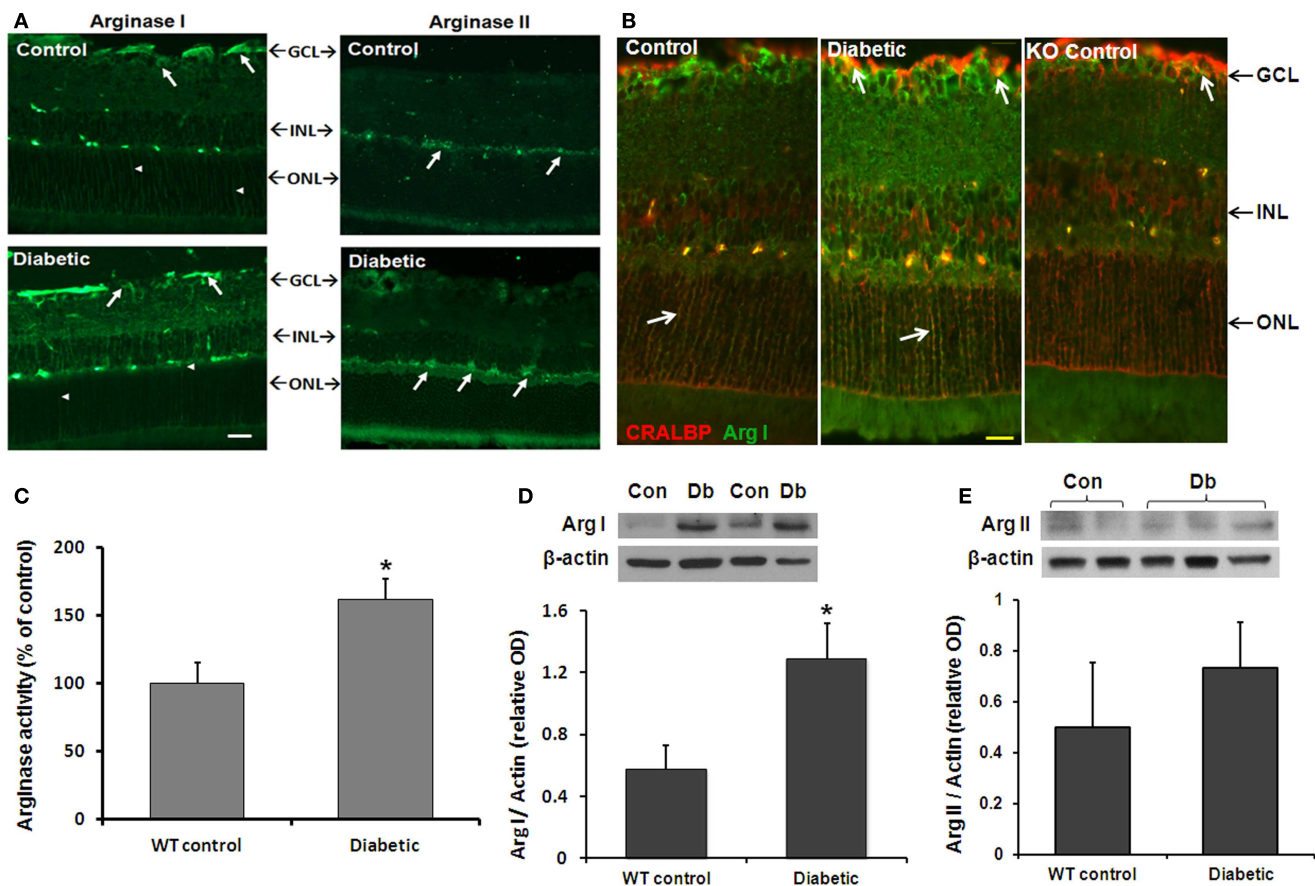 A
Arginase I
Arginase II
Control
Control
←GCL→
←INL→
←ONL→
Diabetic
Diabetic
←GCL→
←INL→
←ONL→
B
Control
Diabetic
KO Control
←GCL
←INL
←ONL
CRALBP Arg I
C
Arginase activity (% of control)
200
150
100
50
0
*
WT control
Diabetic
D
Con Db Con Db
Arg I
β-actin
Arg I/ Actin (relative OD)
1.6
1.2
0.8
0.4
0
*
WT control
Diabetic
E
Con
Db
Arg II
β-actin
Arg II / Actin (relative OD)
1
0.8
0.6
0.4
0.2
0
WT control
Diabetic